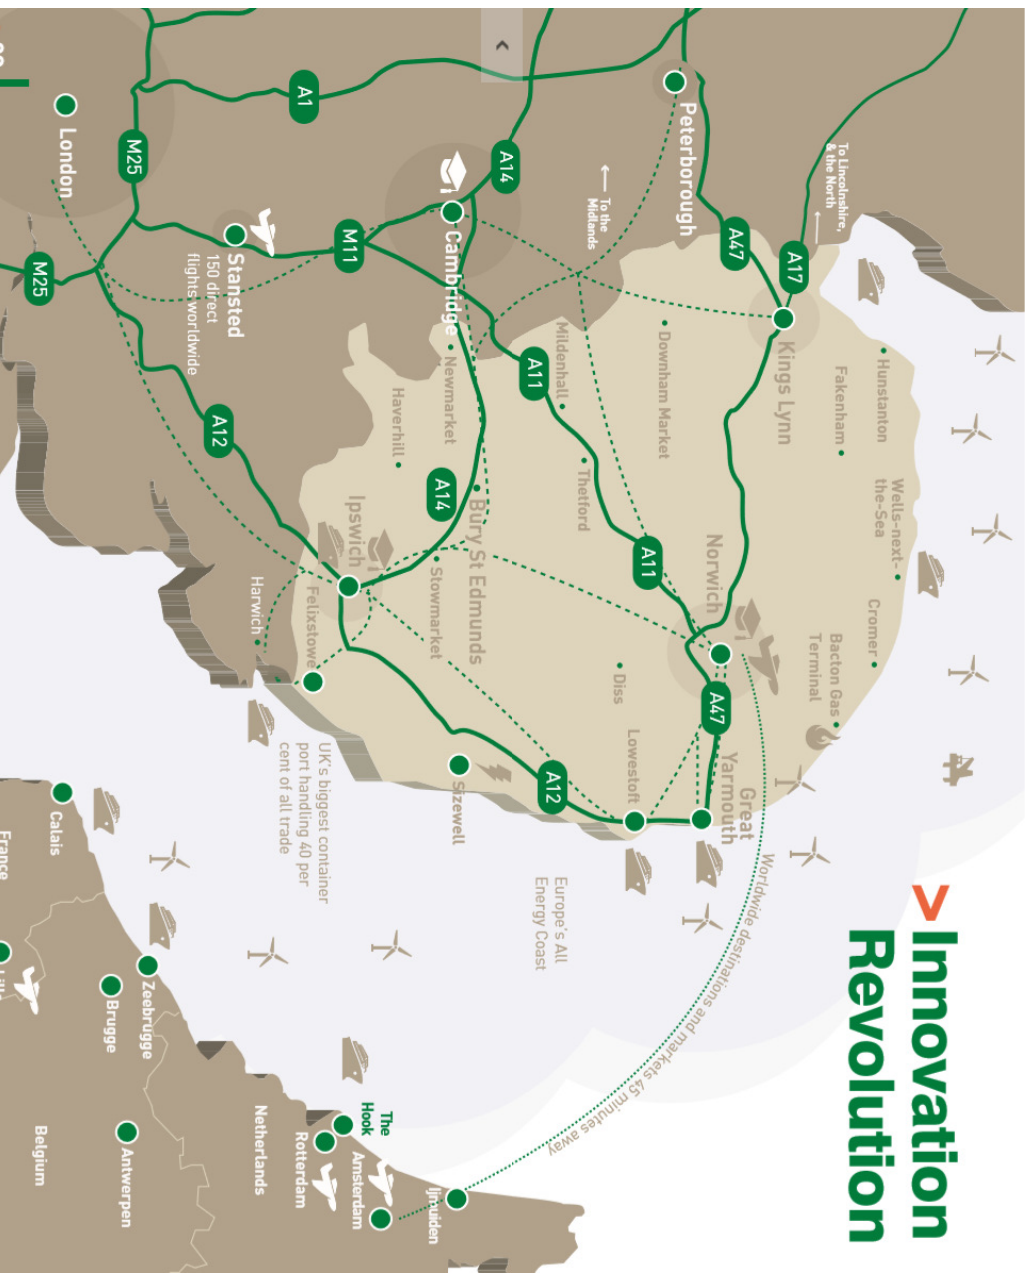 >Innovation
Revolution
To Lincolnshire,
& the North
To the
Midlands
Peterborough
A47
A17
Kings Lynn
Hunstanton
Fakenham
Wells-next-
the-Sea
Cromer
Bacton Gas
Terminal
Downham Market
Mildenhall
Thetford
Norwich
A11
A11
A47
Great
Yarmouth
Lowestoft
Diss
A1
A14
Cambridge
M11
Newmarket
Haverhill
A14
Bury St Edmunds
Stowmarket
Ipswich
Felixstowe
Harwich
A12
Sizewell
UK's biggest container
port handling 40 per
cent of all trade
Europe's All
Energy Coast
Worldwide destinations and markets 45 minutes away
London
M25
M25
Stansted
150 direct
flights worldwide
A12
Calais
France
Zeebrugge
Brugge
Belgium
Antwerpen
Netherlands
The
Hook
Rotterdam
Amsterdam
Ijmuiden